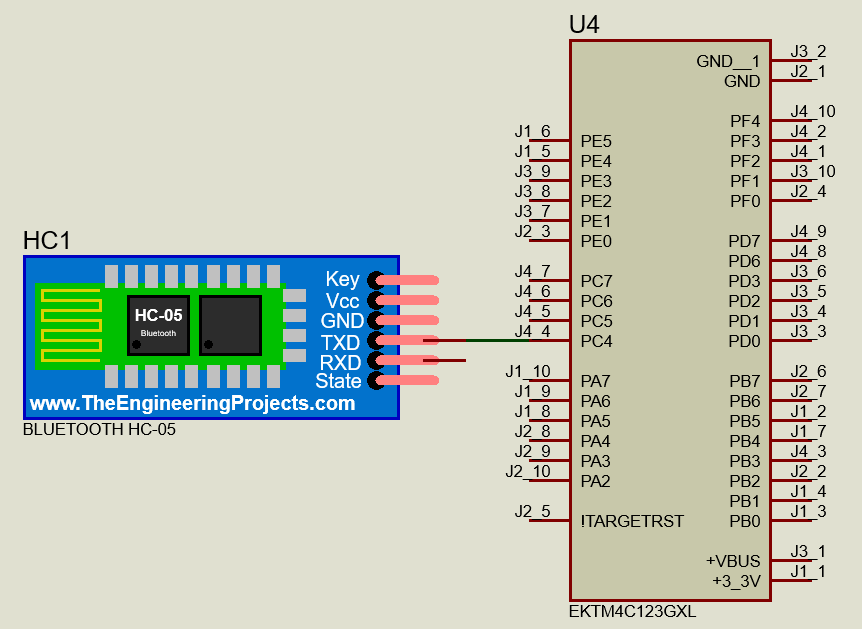 U4
HC1
Key
Vcc
GND
TXD
RXD
State
HC-05
Bluetooth
www.TheEngineeringProjects.com
BLUETOOTH HC-05
J1_6 PE5
J1_5 PE4
J3_9 PE3
J3_8 PE2
J3_7 PE1
J2_3 PE0
J4_7 PC7
J4_6 PC6
J4_5 PC5
J4_4 PC4
J1_10 PA7
J1_9 PA6
J1_8 PA5
J2_8 PA4
J2_9 PA3
J2_10 PA2
J2_5 !TARGETRST
GND__1 J3_2
GND J2_1
PF4 J4_10
PF3 J4_2
PF2 J4_1
PF1 J3_10
PF0 J2_4
PD7 J4_9
PD6 J4_8
PD3 J3_6
PD2 J3_5
PD1 J3_4
PD0 J3_3
PB7 J2_6
PB6 J2_7
PB5 J1_2
PB4 J1_7
PB3 J4_3
PB2 J2_2
PB1 J1_4
PB0 J1_3
+VBUS J3_1
+3_3V J1_1
EKTM4C123GXL